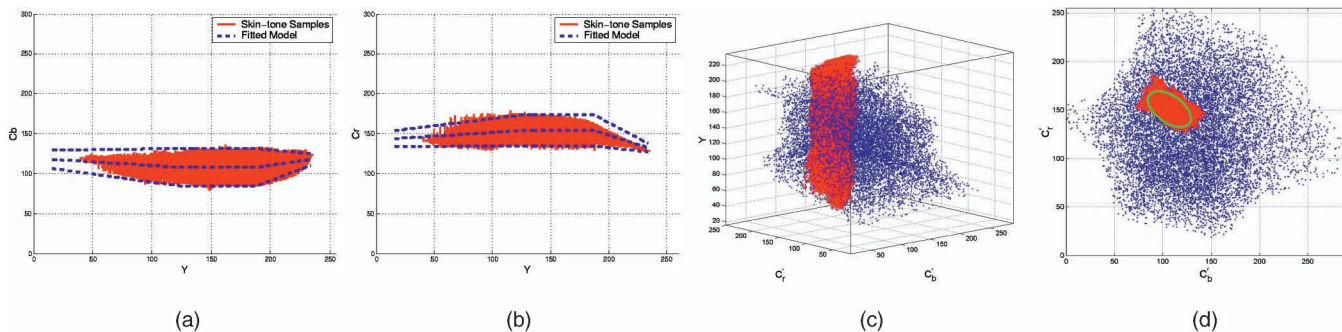 300
250
200
150
100
50
0
Cb
0 50 100 150 200 250
Y
Skin-tone Samples
Fitted Model
(a)
300
250
200
150
100
50
0
Cr
0 50 100 150 200 250
Y
Skin-tone Samples
Fitted Model
(b)
220
200
180
160
140
120
100
80
60
40
20
Y
250 200 150 100 50
C'r
50 100 150 200 250
C'b
(c)
250
200
150
100
50
0
C'r
0 50 100 150 200 250
C'b
(d)